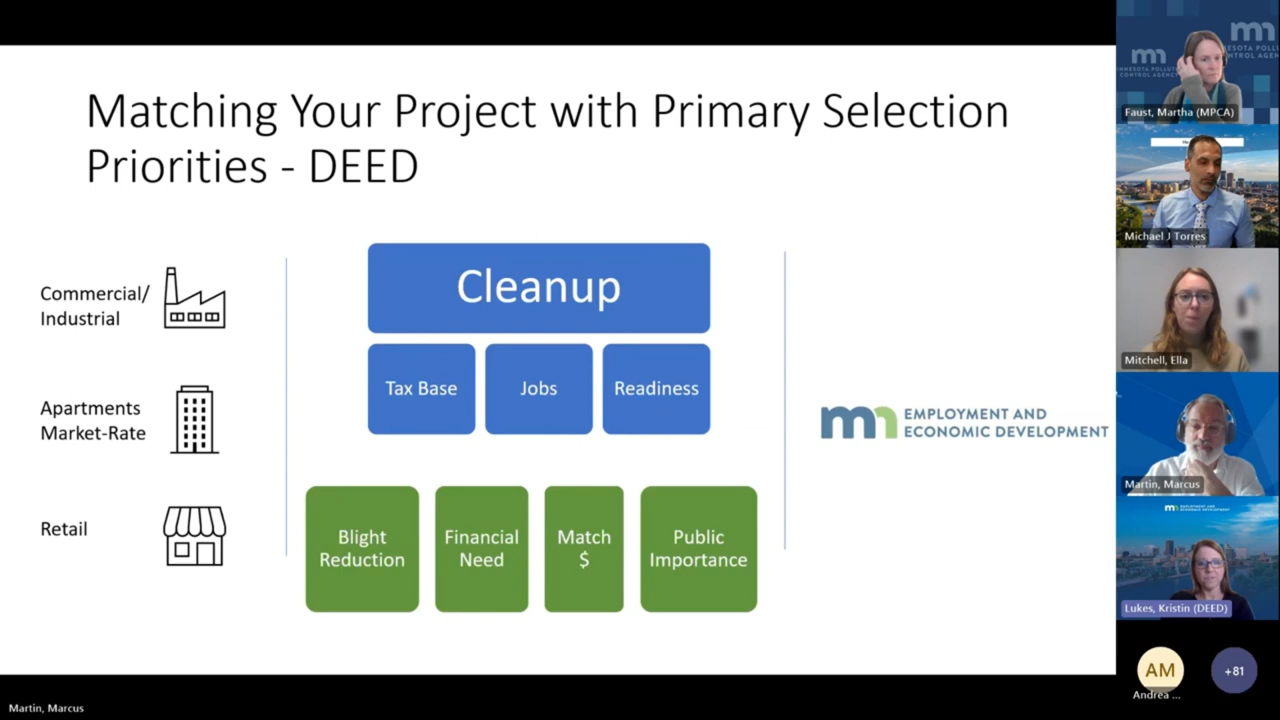 Matching Your Project with Primary Selection
Priorities - DEED
Commercial/
Industrial
Apartments
Market-Rate
Retail
Cleanup
Tax Base
Jobs
Readiness
Blight
Reduction
Financial
Need
Match
$
Public
Importance
mn EMPLOYMENT AND
ECONOMIC DEVELOPMENT
Faust, Martha (MPCA)
Michael J Torres
Mitchell, Ella
Martin, Marcus
Lukes, Kristin (DEED)
AM
+81
Andrea ...
Martin, Marcus